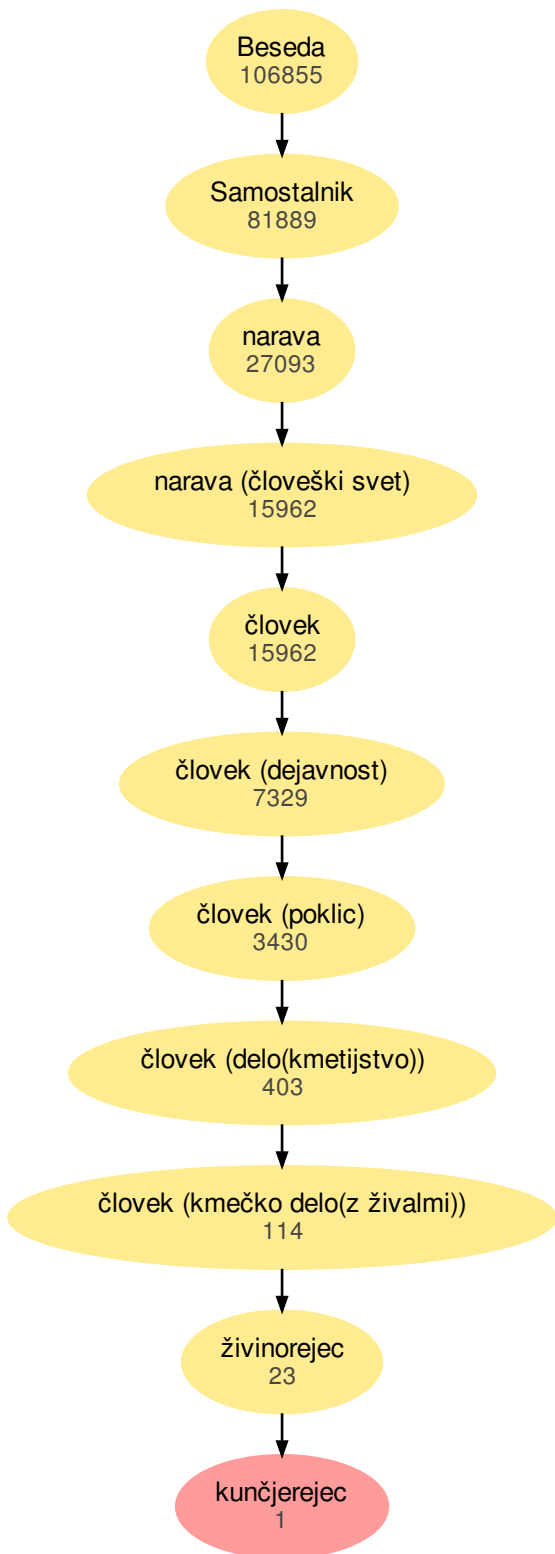 Beseda
106855
Samostalnik
81889
narava
27093
narava (človeški svet)
15962
človek
15962
človek (dejavnost)
7329
človek (poklic)
3430
človek (delo(kmetijstvo))
403
človek (kmečko delo(z živalmi))
114
živinorejec
23
kunčjerejec
1